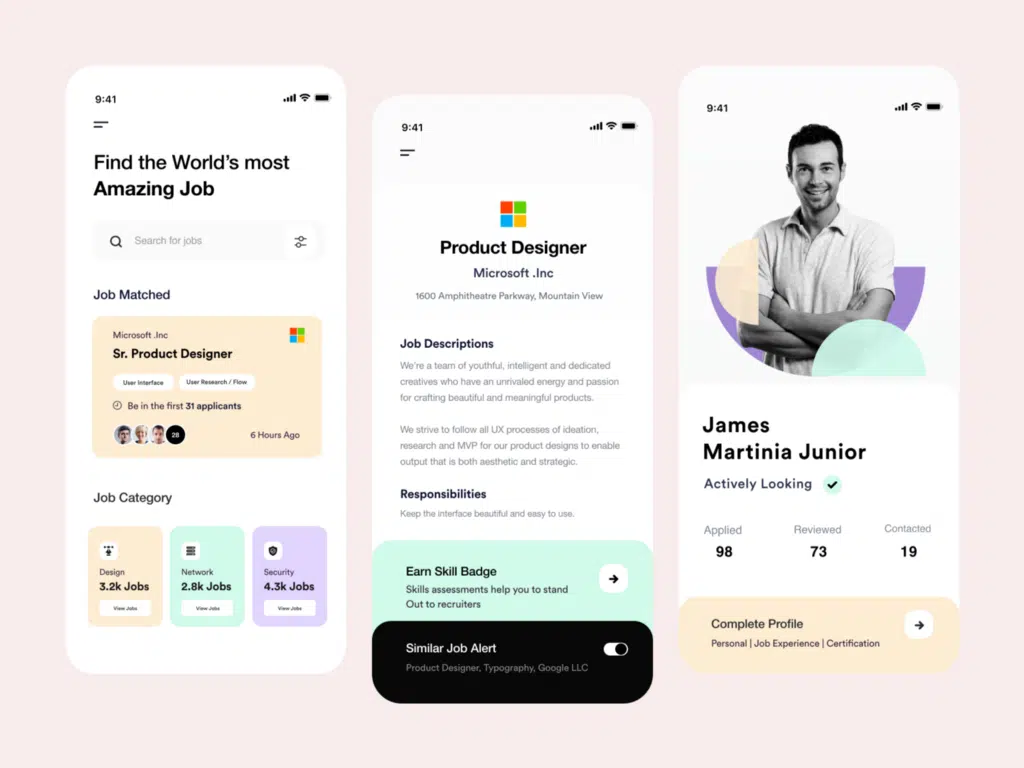 9:41
Find the World's most
Amazing Job
Search for jobs
Job Matched
Microsoft .Inc
Sr. Product Designer
User Interface
User Research / Flow
Be in the first 31 applicants
28
6 Hours Ago
Job Category
Design
3.2k Jobs
View Jobs
Network
2.8k Jobs
View Jobs
Security
4.3k Jobs
View Jobs
9:41
Product Designer
Microsoft .Inc
1600 Amphitheatre Parkway, Mountain View
Job Descriptions
We're a team of youthful, intelligent and dedicated
creatives who have an unrivaled energy and passion
for crafting beautiful and meaningful products.
We strive to follow all UX processes of ideation,
research and MVP for our product designs to enable
output that is both aesthetic and strategic.
Responsibilities
Keep the interface beautiful and easy to use.
Earn Skill Badge
Skills assessments help you to stand
Out to recruiters
Similar Job Alert
Product Designer, Typography, Google LLC
9:41
James
Martinia Junior
Actively Looking
Applied
98
Reviewed
73
Contacted
19
Complete Profile
Personal | Job Experience | Certification